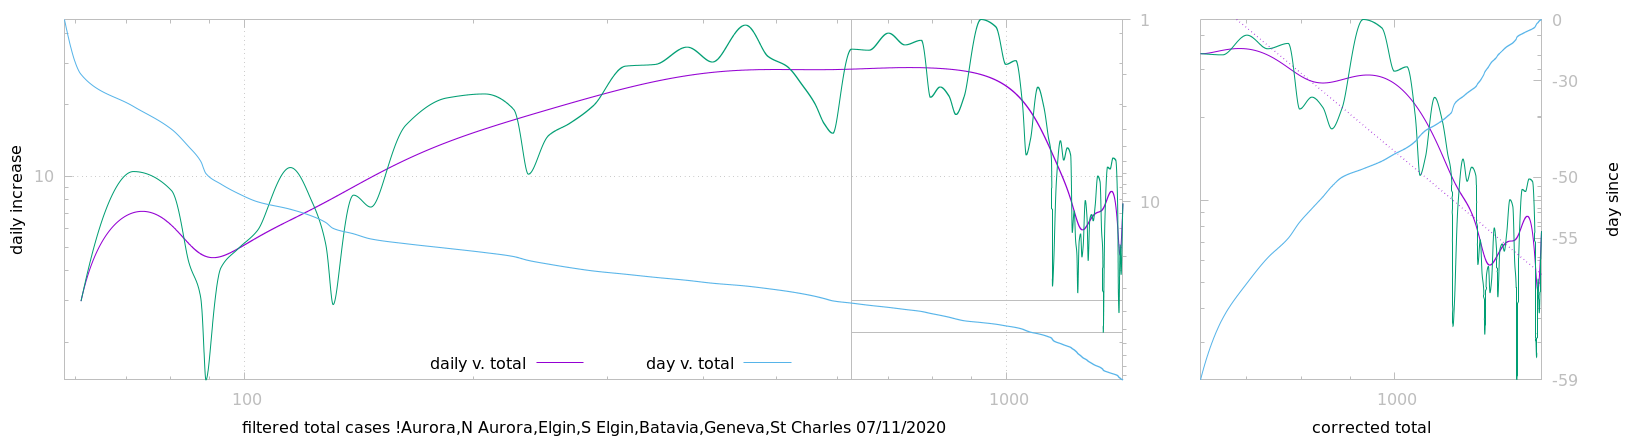 1
0
-30
10
daily increase
10
-50
day since
-55
daily v. total
day v. total
-59
100
1000
1000
filtered total cases !Aurora,N Aurora,Elgin,S Elgin,Batavia,Geneva,St Charles 07/11/2020
corrected total